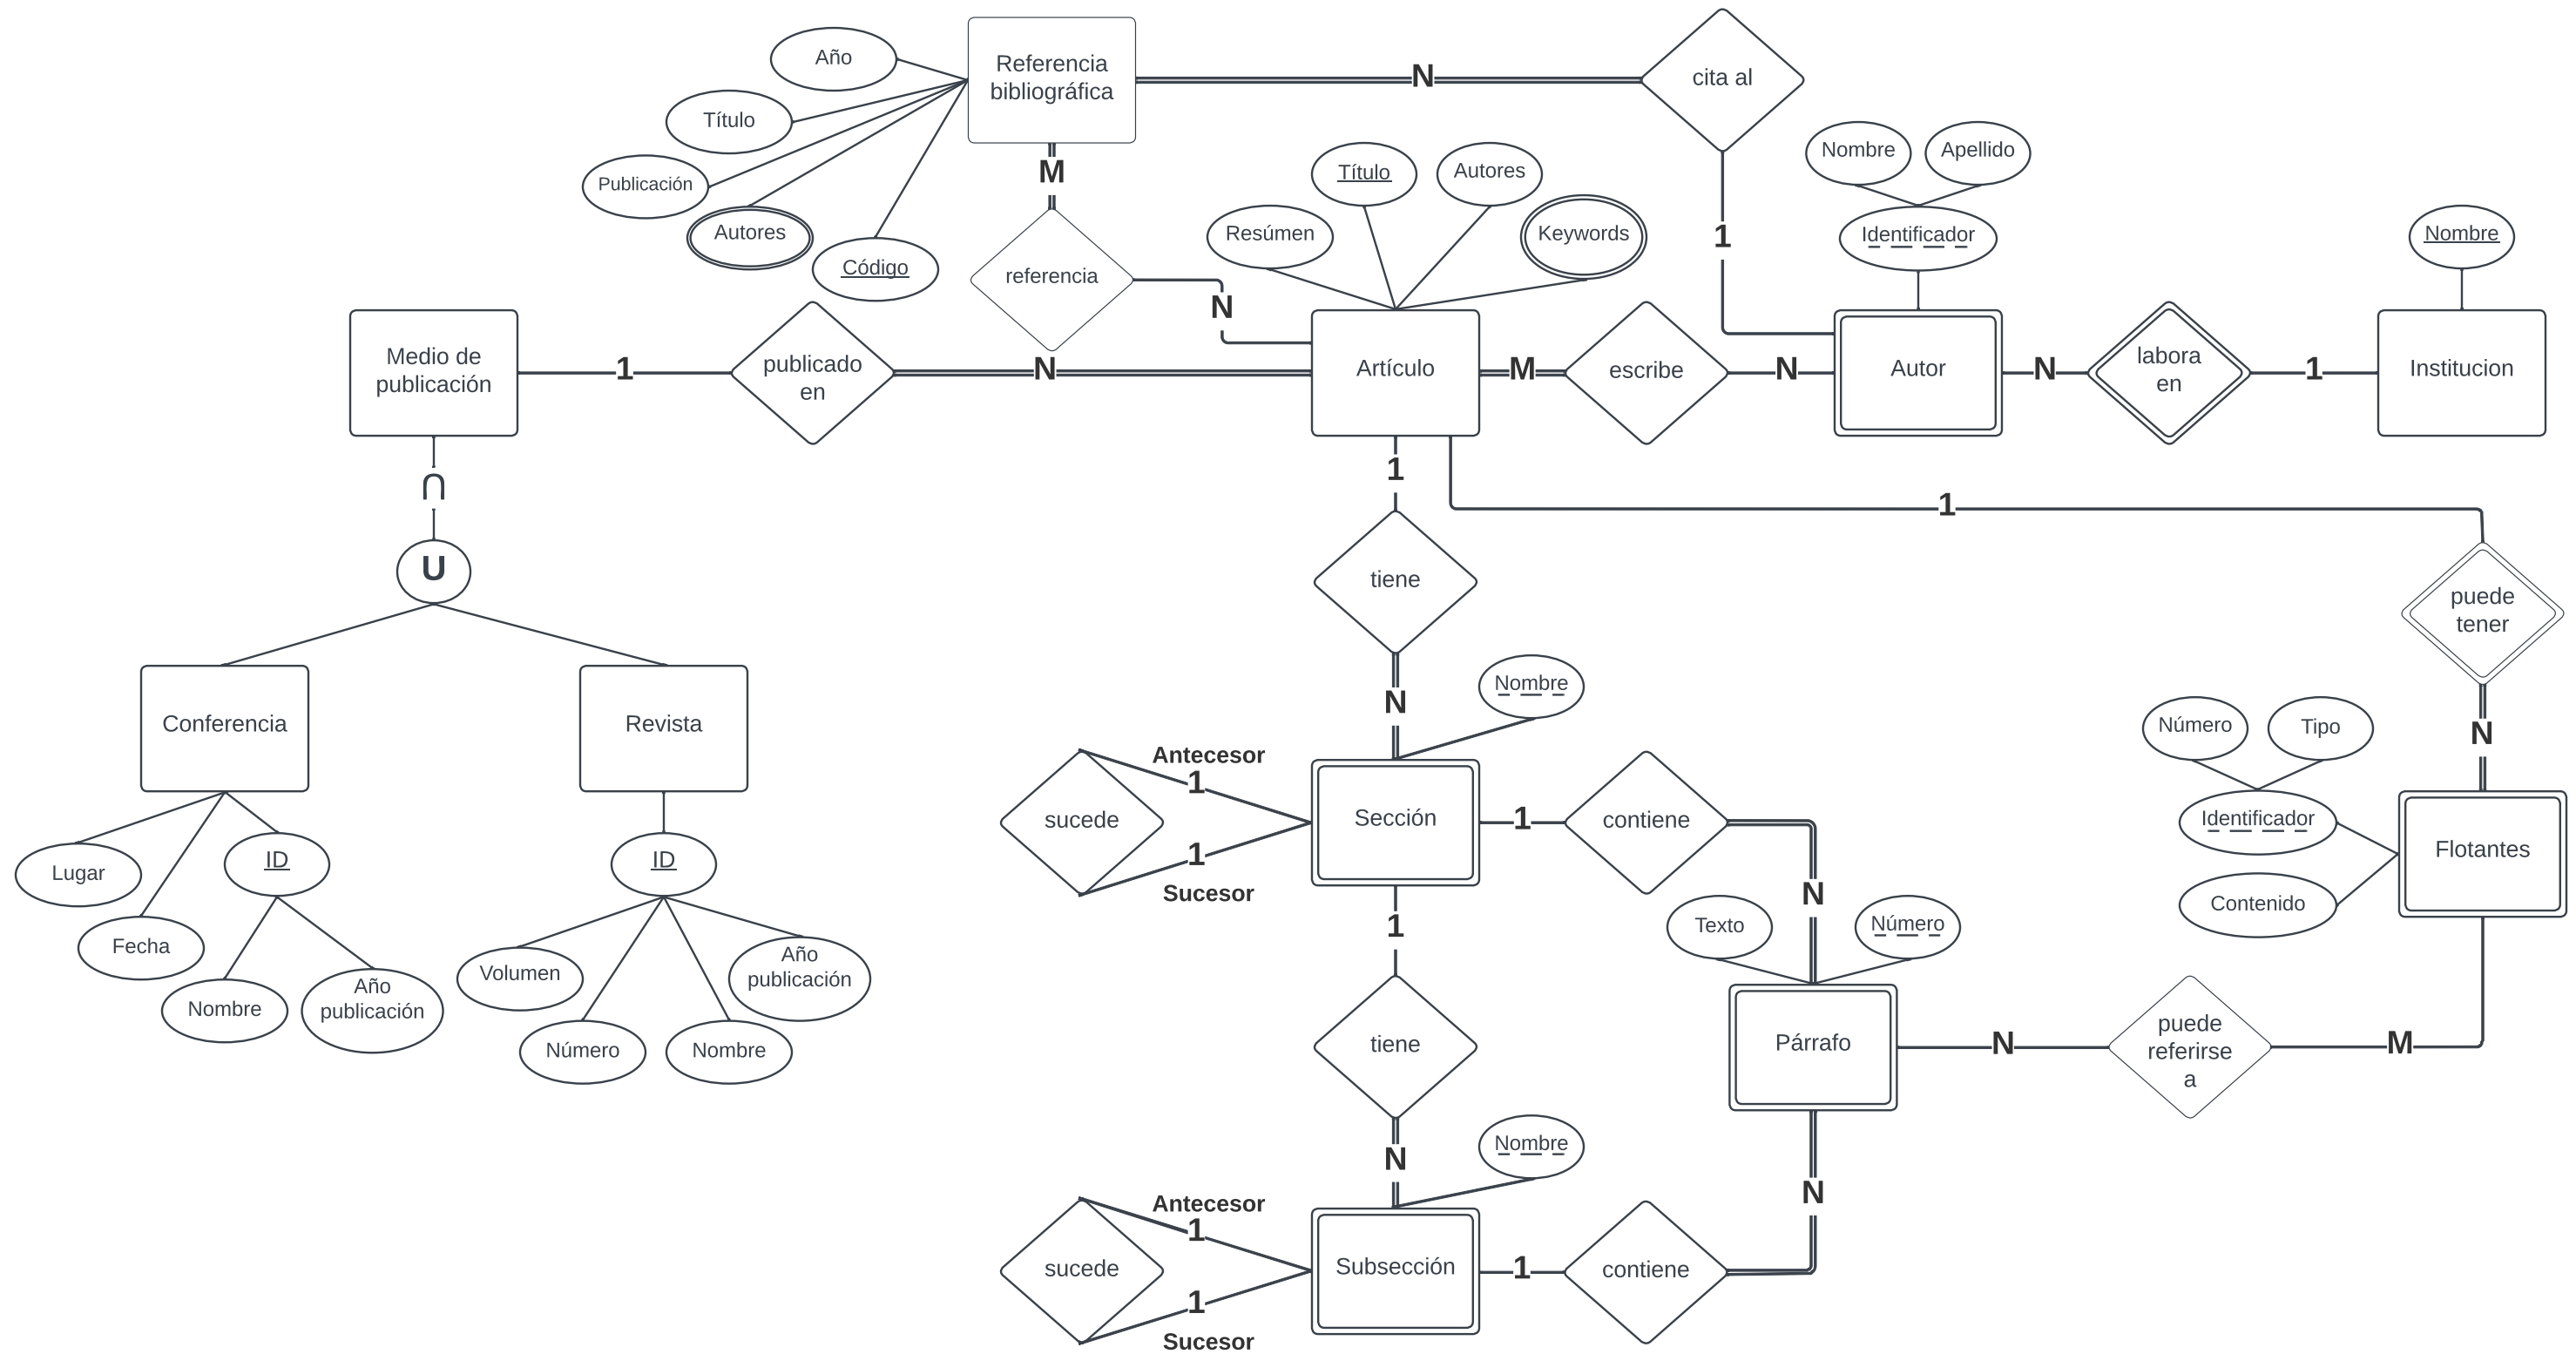 Año
Referencia
bibliográfica
N
cita al
Título
Publicación
Autores
Código
M
referencia
N
Resúmen
Título
Autores
Keywords
1
Nombre
Apellido
Identificador
Nombre
Medio de
publicación
1
publicado
en
N
Artículo
M
escribe
N
Autor
N
labora
en
1
Institucion
∩
U
1
1
tiene
puede
tener
N
N
Conferencia
Revista
Nombre
Antecesor
1
sucede
1
Sucesor
Sección
1
contiene
N
Número
Tipo
Identificador
Contenido
Flotantes
Lugar
Fecha
ID
Nombre
Año
publicación
ID
Volumen
Número
Nombre
Año
publicación
1
tiene
N
Texto
Número
Párrafo
N
puede
referirse
a
M
Nombre
Antecesor
1
sucede
1
Sucesor
Subsección
1
contiene
N